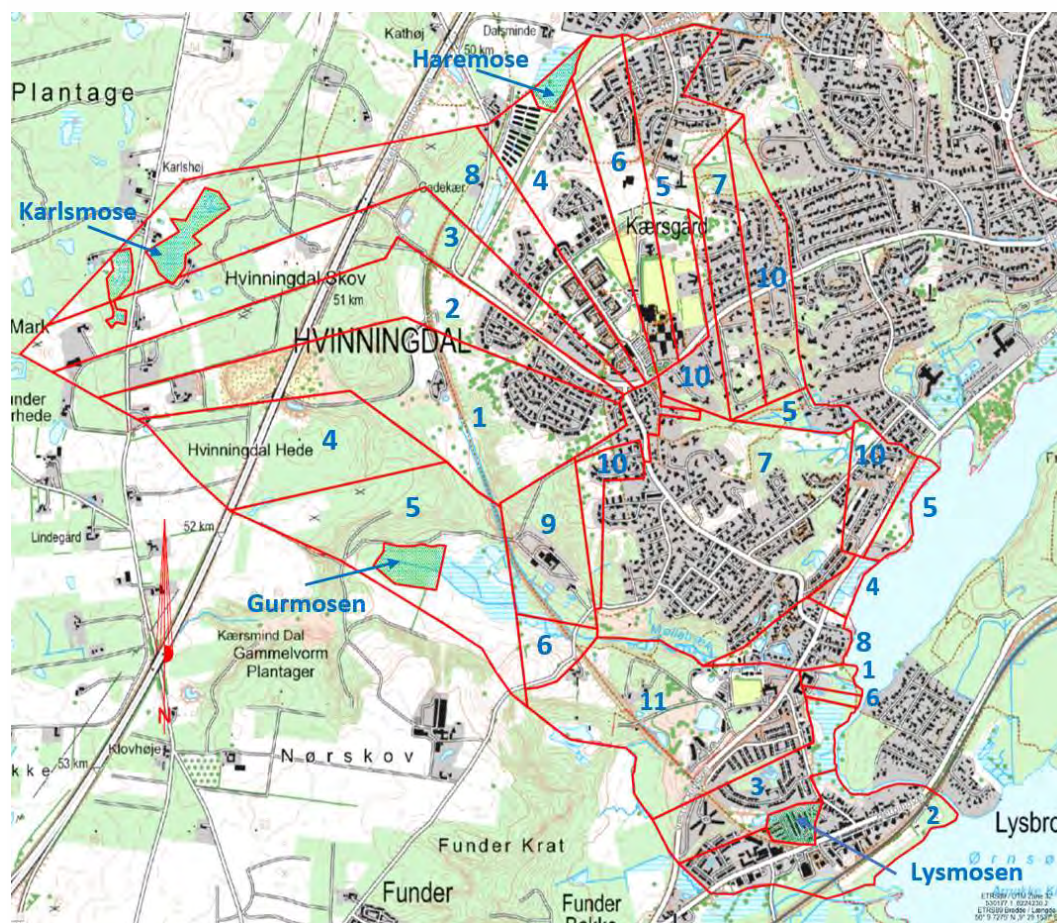 Kathøj
Dalsminde
50 km
Haremose
Plantage
Karlshøj
8
4
6
5
7
Gadekær
Karlsmose
Kærsgård
3
10
Hvinningdal Skov
51 km
2
Mark
HVINNINGDAL
10
5
1
Hvinningdal Hede
4
10
7
10
5
5
9
52 km
Lindegård
4
Gurmosen
Kærsmind Dal
Gammelvorm
Plantager
6
8
1
6
11
N
Klovhøje
Nørskov
53 km
3
2
Funder Krat
Lysbro
Lysmosen
Funder
Funder